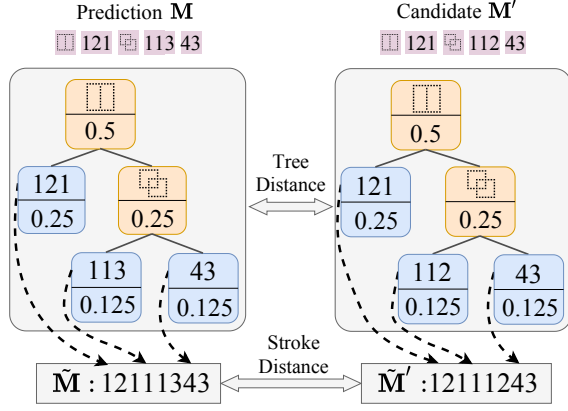 Prediction M
Candidate M′
⿰ 121 ⿻ 113 43
⿰ 121 ⿻ 112 43
⿰
0.5
121
0.25
⿻
0.25
113
0.125
43
0.125
Tree
Distance
⿰
0.5
121
0.25
⿻
0.25
112
0.125
43
0.125
Stroke
Distance
M̃ : 12111343
M̃′ :12111243